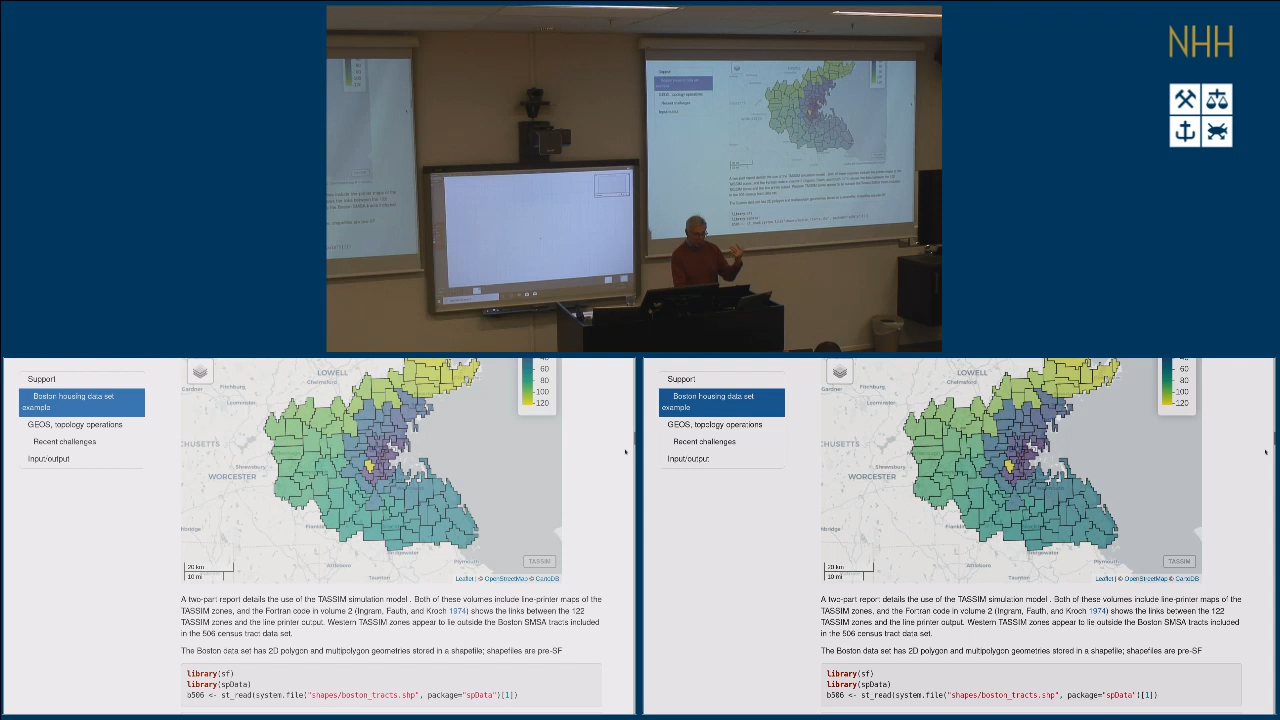 NHH
Support
Boston housing data set
example
GEOS, topology operations
Recent challenges
Input/output
LOWELL
Chelmsford
Gardner
Fitchburg
Leominster
CHUSETTS
Shrewsbury
WORCESTER
Franklin
Bridgewater
Attleboro
Taunton
Plymouth
60
80
100
120
20 km
10 mi
TASSIM
Leaflet | © OpenStreetMap © CartoDB
A two-part report details the use of the TASSIM simulation model . Both of these volumes include line-printer maps of the
TASSIM zones, and the Fortran code in volume 2 (Ingram, Fauth, and Kroch 1974) shows the links between the 122
TASSIM zones and the line printer output. Western TASSIM zones appear to lie outside the Boston SMSA tracts included
in the 506 census tract data set.
The Boston data set has 2D polygon and multipolygon geometries stored in a shapefile; shapefiles are pre-SF
library(sf)
library(spData)
b506 <- st_read(system.file("shapes/boston_tracts.shp", package="spData")[1])
Support
Boston housing data set
example
GEOS, topology operations
Recent challenges
Input/output
LOWELL
Chelmsford
Gardner
Fitchburg
Leominster
CHUSETTS
Shrewsbury
WORCESTER
Franklin
Bridgewater
Attleboro
Taunton
Plymouth
60
80
100
120
20 km
10 mi
TASSIM
Leaflet | © OpenStreetMap © CartoDB
A two-part report details the use of the TASSIM simulation model . Both of these volumes include line-printer maps of the
TASSIM zones, and the Fortran code in volume 2 (Ingram, Fauth, and Kroch 1974) shows the links between the 122
TASSIM zones and the line printer output. Western TASSIM zones appear to lie outside the Boston SMSA tracts included
in the 506 census tract data set.
The Boston data set has 2D polygon and multipolygon geometries stored in a shapefile; shapefiles are pre-SF
library(sf)
library(spData)
b506 <- st_read(system.file("shapes/boston_tracts.shp", package="spData")[1])